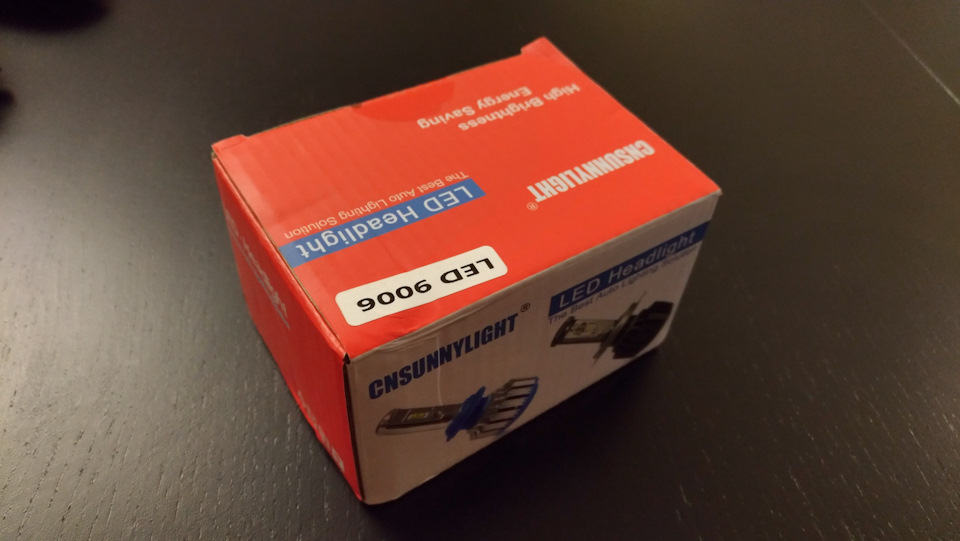 High Brightness
Energy Saving
CNSUNNYLIGHT®
LED Headlight
The Best Auto Lighting Solution
LED 9006
CNSUNNYLIGHT®
LED Headlight
The Best Auto Lighting Solution